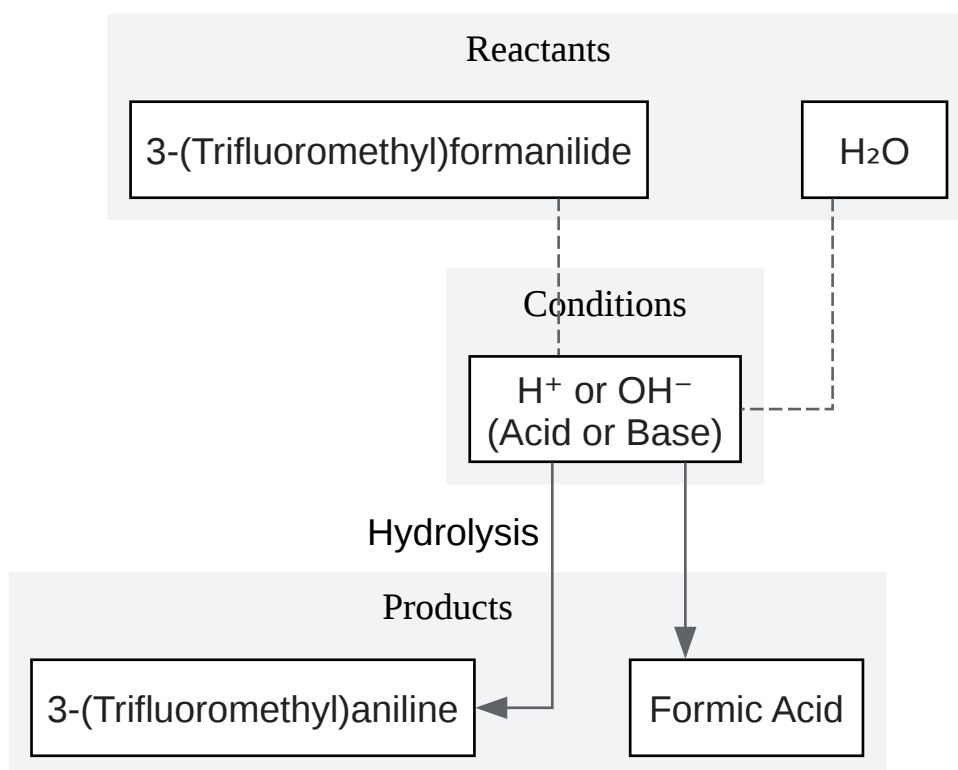 Reactants
3-(Trifluoromethyl)formanilide
H₂O
Conditions
H⁺ or OH⁻
(Acid or Base)
Hydrolysis
Products
3-(Trifluoromethyl)aniline
Formic Acid